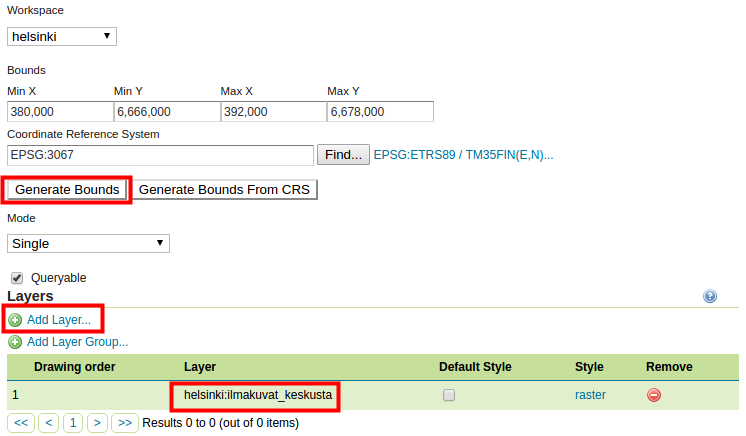 Workspace
helsinki
Bounds
Min X Min Y Max X Max Y
380,000 6,666,000 392,000 6,678,000
Coordinate Reference System
EPSG:3067 Find... EPSG:ETRS89 / TM35FIN(E,N)...
Generate Bounds Generate Bounds From CRS
Mode
Single
Queryable
Layers
Add Layer...
Add Layer Group...
Drawing order Layer Default Style Style Remove
1 helsinki:ilmakuvat_keskusta raster
<< < 1 > >> Results 0 to 0 (out of 0 items)